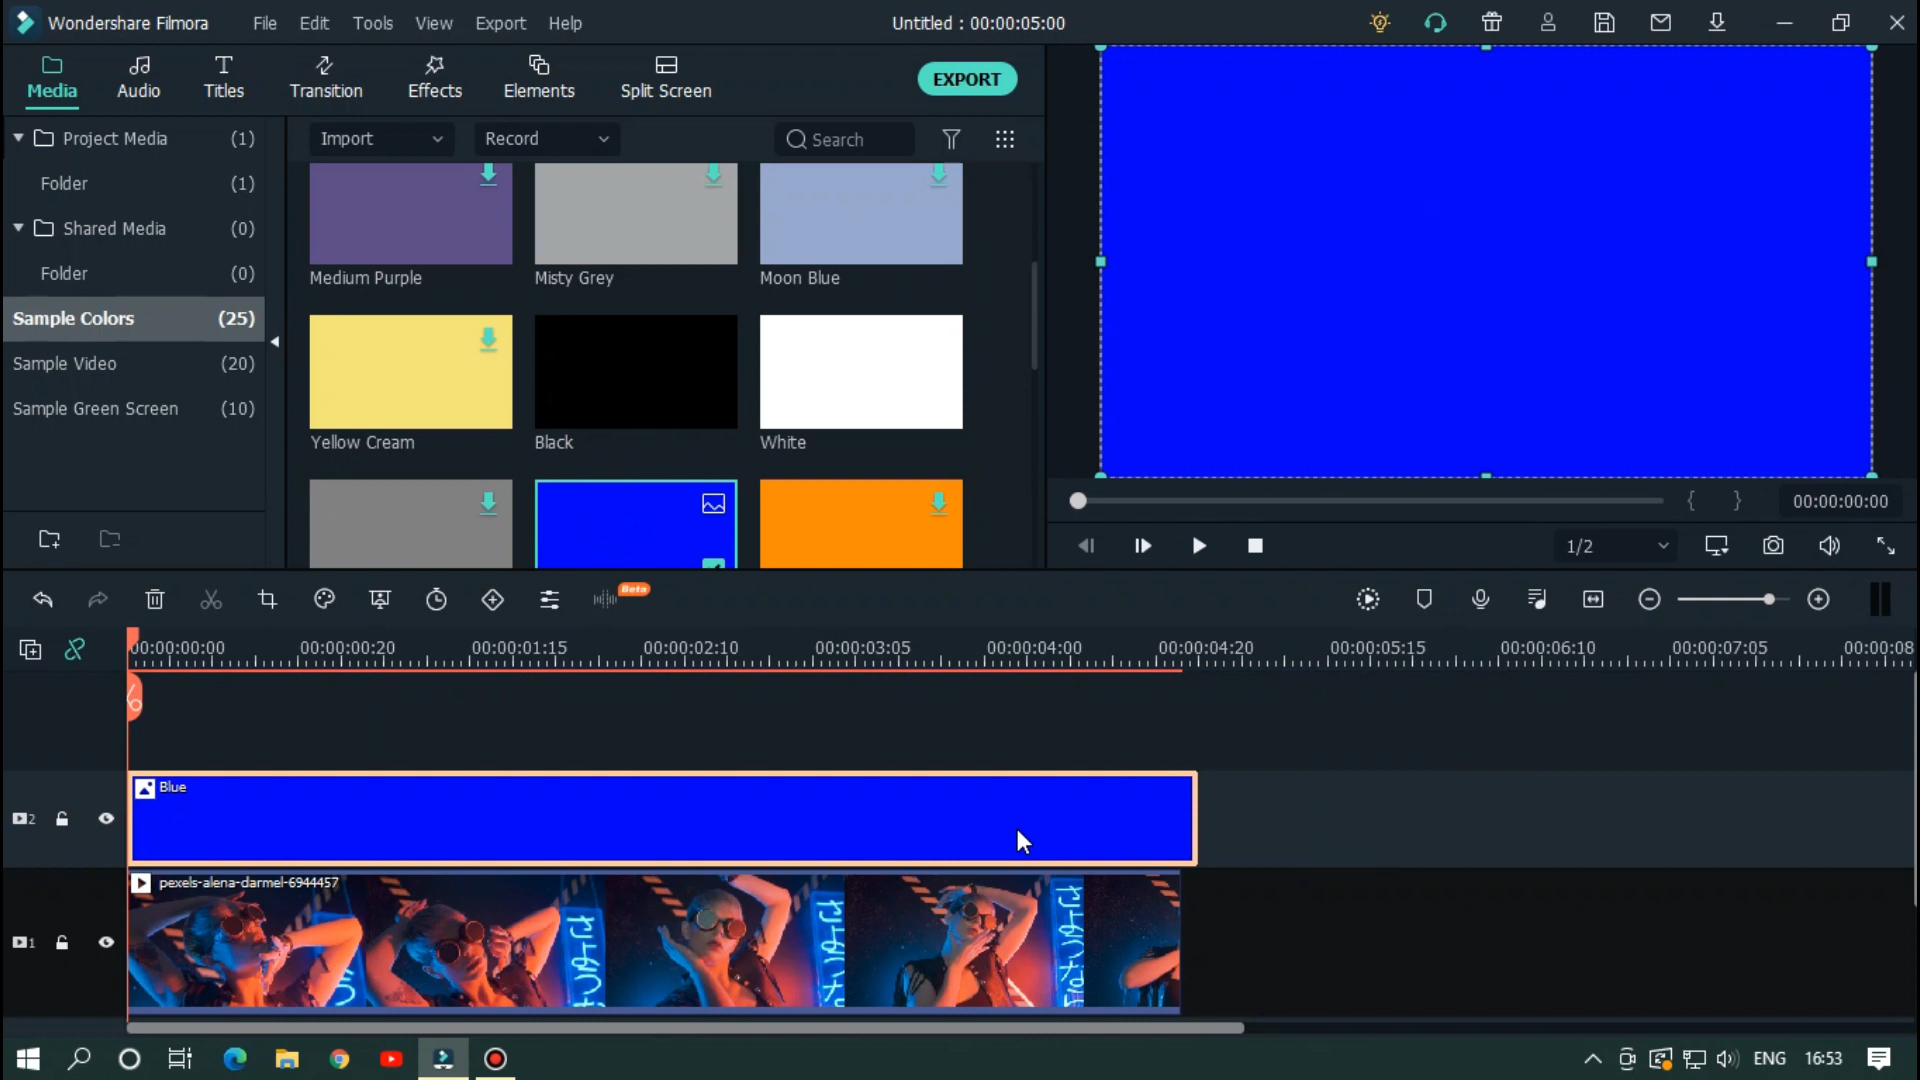 Wondershare Filmora
File
Edit
Tools
View
Export
Help
Untitled : 00:00:05:00
Media
Audio
Titles
Transition
Effects
Elements
Split Screen
EXPORT
Project Media (1)
Folder (1)
Shared Media (0)
Folder (0)
Sample Colors (25)
Sample Video (20)
Sample Green Screen (10)
Import
Record
Search
Medium Purple
Misty Grey
Moon Blue
Yellow Cream
Black
White
{ }
00:00:00:00
1/2
Beta
00:00:00:00
00:00:00:20
00:00:01:15
00:00:02:10
00:00:03:05
00:00:04:00
00:00:04:20
00:00:05:15
00:00:06:10
00:00:07:05
00:00:08
Blue
2
pexels-alena-darmel-6944457
1
ENG
16:53